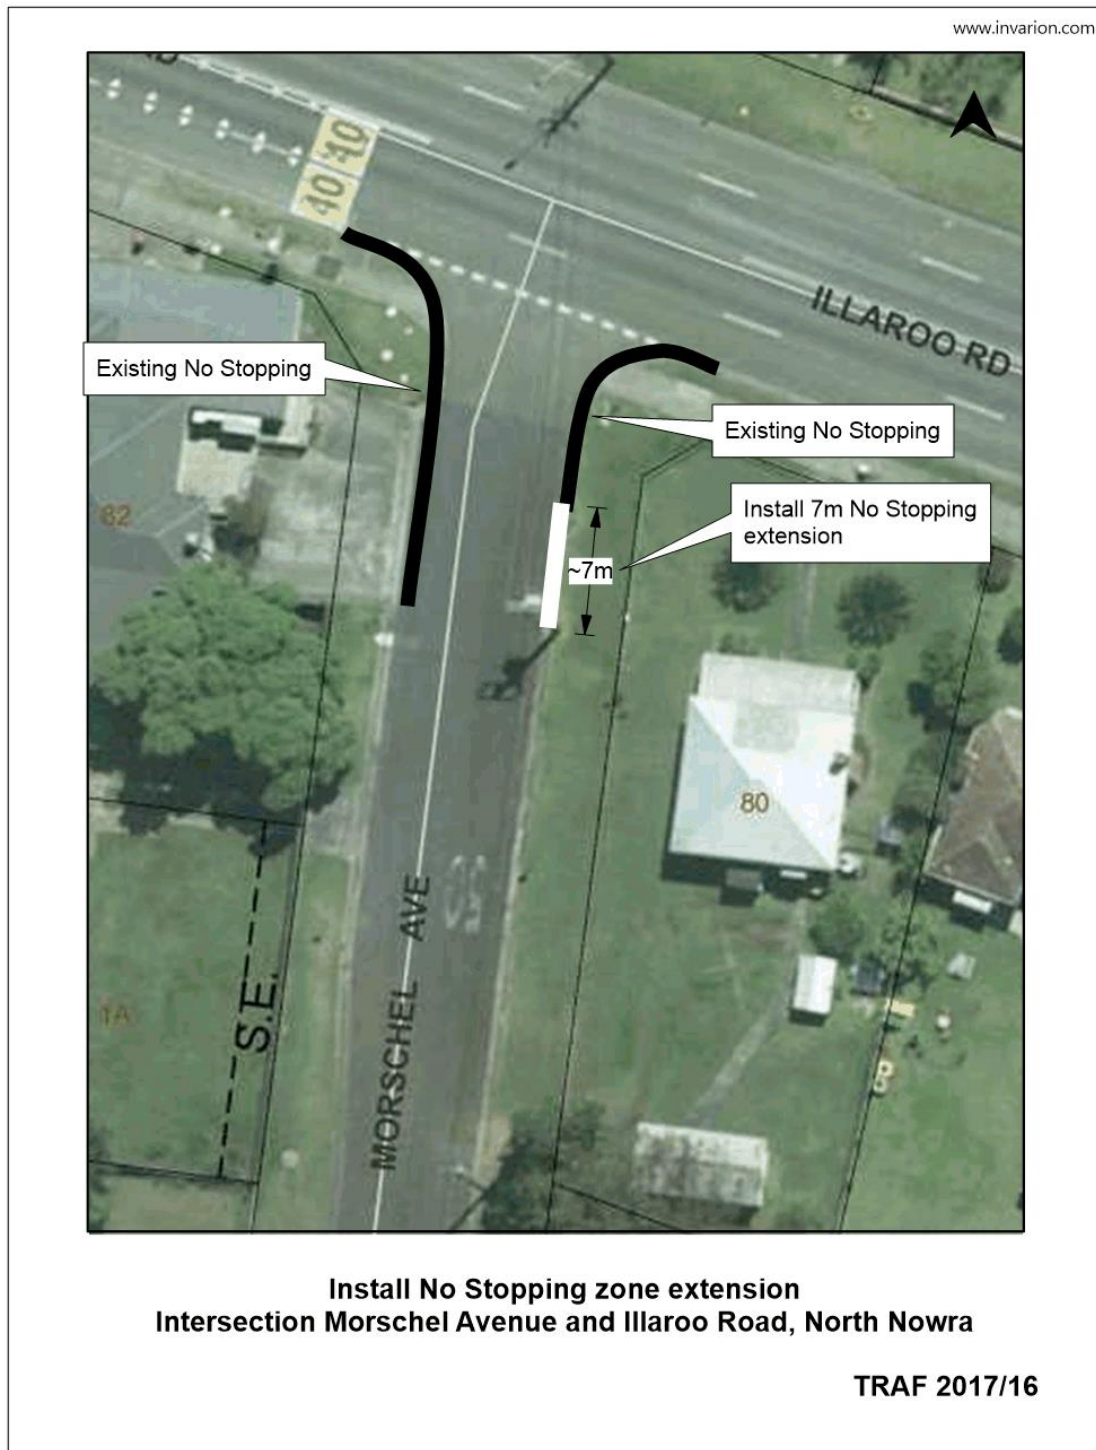 www.invarion.com
RD
40 40
ILLAROO RD
Existing No Stopping
Existing No Stopping
Install 7m No Stopping
extension
~7m
82
80
MORSCHEL AVE
S.E.
1A
Install No Stopping zone extension
Intersection Morschel Avenue and Illaroo Road, North Nowra
TRAF 2017/16